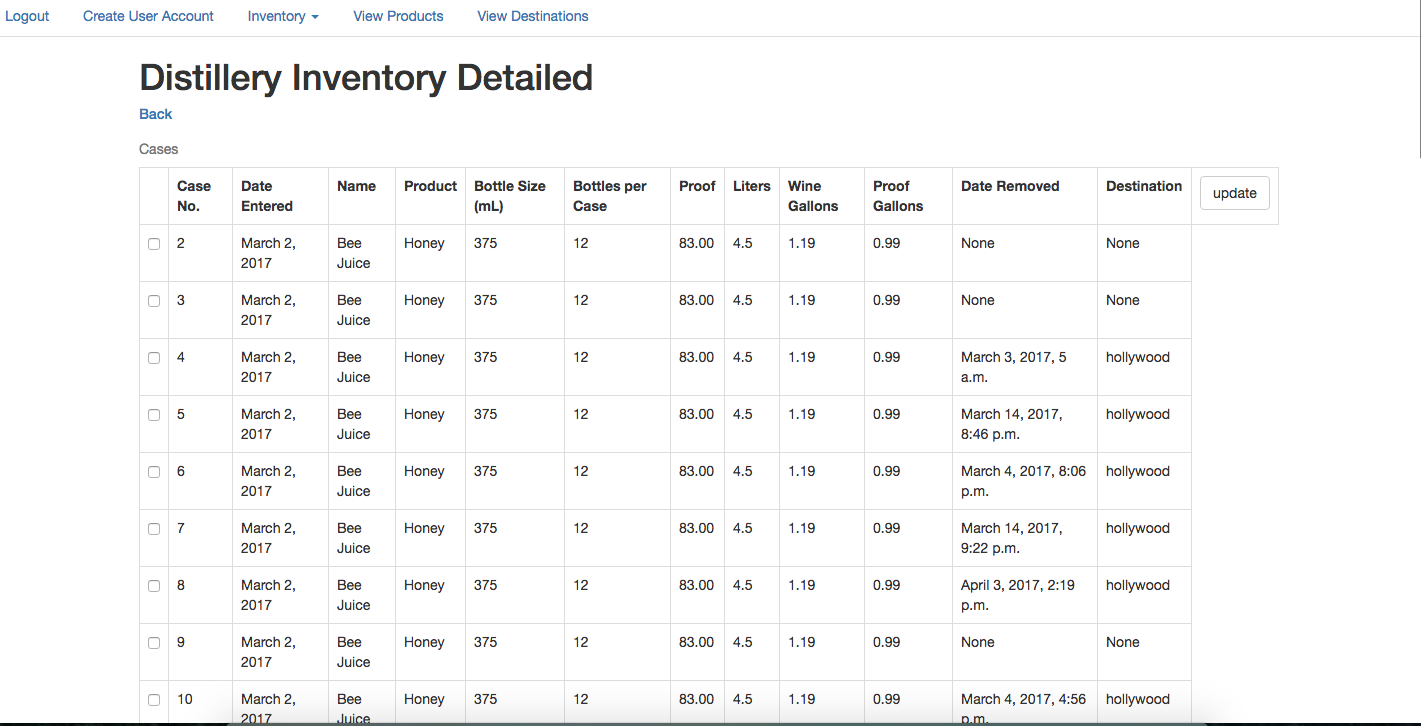 Logout Create User Account Inventory View Products View Destinations
Distillery Inventory Detailed
Back
Cases
Case No. Date Entered Name Product Bottle Size (mL) Bottles per Case Proof Liters Wine Gallons Proof Gallons Date Removed Destination update
2 March 2, 2017 Bee Juice Honey 375 12 83.00 4.5 1.19 0.99 None None
3 March 2, 2017 Bee Juice Honey 375 12 83.00 4.5 1.19 0.99 None None
4 March 2, 2017 Bee Juice Honey 375 12 83.00 4.5 1.19 0.99 March 3, 2017, 5 a.m. hollywood
5 March 2, 2017 Bee Juice Honey 375 12 83.00 4.5 1.19 0.99 March 14, 2017, 8:46 p.m. hollywood
6 March 2, 2017 Bee Juice Honey 375 12 83.00 4.5 1.19 0.99 March 4, 2017, 8:06 p.m. hollywood
7 March 2, 2017 Bee Juice Honey 375 12 83.00 4.5 1.19 0.99 March 14, 2017, 9:22 p.m. hollywood
8 March 2, 2017 Bee Juice Honey 375 12 83.00 4.5 1.19 0.99 April 3, 2017, 2:19 p.m. hollywood
9 March 2, 2017 Bee Juice Honey 375 12 83.00 4.5 1.19 0.99 None None
10 March 2, 2017 Bee Juice Honey 375 12 83.00 4.5 1.19 0.99 March 4, 2017, 4:56 p.m. hollywood